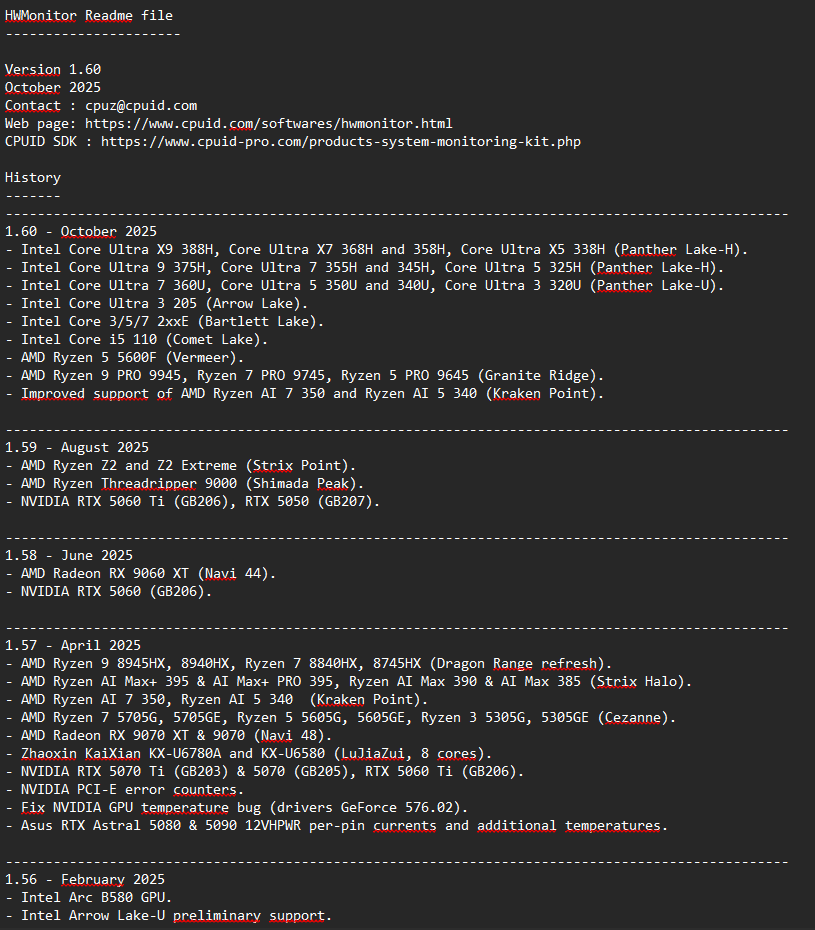 HWMonitor Readme file
----------------------

Version 1.60
October 2025
Contact : cpuz@cpuid.com
Web page: https://www.cpuid.com/softwares/hwmonitor.html
CPUID SDK : https://www.cpuid-pro.com/products-system-monitoring-kit.php

History
-------
--------------------------------------------------------------------------------------------------
1.60 - October 2025
- Intel Core Ultra X9 388H, Core Ultra X7 368H and 358H, Core Ultra X5 338H (Panther Lake-H).
- Intel Core Ultra 9 375H, Core Ultra 7 355H and 345H, Core Ultra 5 325H (Panther Lake-H).
- Intel Core Ultra 7 360U, Core Ultra 5 350U and 340U, Core Ultra 3 320U (Panther Lake-U).
- Intel Core Ultra 3 205 (Arrow Lake).
- Intel Core 3/5/7 2xxE (Bartlett Lake).
- Intel Core i5 110 (Comet Lake).
- AMD Ryzen 5 5600F (Vermeer).
- AMD Ryzen 9 PRO 9945, Ryzen 7 PRO 9745, Ryzen 5 PRO 9645 (Granite Ridge).
- Improved support of AMD Ryzen AI 7 350 and Ryzen AI 5 340 (Kraken Point).

--------------------------------------------------------------------------------------------------
1.59 - August 2025
- AMD Ryzen Z2 and Z2 Extreme (Strix Point).
- AMD Ryzen Threadripper 9000 (Shimada Peak).
- NVIDIA RTX 5060 Ti (GB206), RTX 5050 (GB207).

--------------------------------------------------------------------------------------------------
1.58 - June 2025
- AMD Radeon RX 9060 XT (Navi 44).
- NVIDIA RTX 5060 (GB206).

--------------------------------------------------------------------------------------------------
1.57 - April 2025
- AMD Ryzen 9 8945HX, 8940HX, Ryzen 7 8840HX, 8745HX (Dragon Range refresh).
- AMD Ryzen AI Max+ 395 & AI Max+ PRO 395, Ryzen AI Max 390 & AI Max 385 (Strix Halo).
- AMD Ryzen AI 7 350, Ryzen AI 5 340  (Kraken Point).
- AMD Ryzen 7 5705G, 5705GE, Ryzen 5 5605G, 5605GE, Ryzen 3 5305G, 5305GE (Cezanne).
- AMD Radeon RX 9070 XT & 9070 (Navi 48).
- Zhaoxin KaiXian KX-U6780A and KX-U6580 (LuJiaZui, 8 cores).
- NVIDIA RTX 5070 Ti (GB203) & 5070 (GB205), RTX 5060 Ti (GB206).
- NVIDIA PCI-E error counters.
- Fix NVIDIA GPU temperature bug (drivers GeForce 576.02).
- Asus RTX Astral 5080 & 5090 12VHPWR per-pin currents and additional temperatures.

--------------------------------------------------------------------------------------------------
1.56 - February 2025
- Intel Arc B580 GPU.
- Intel Arrow Lake-U preliminary support.